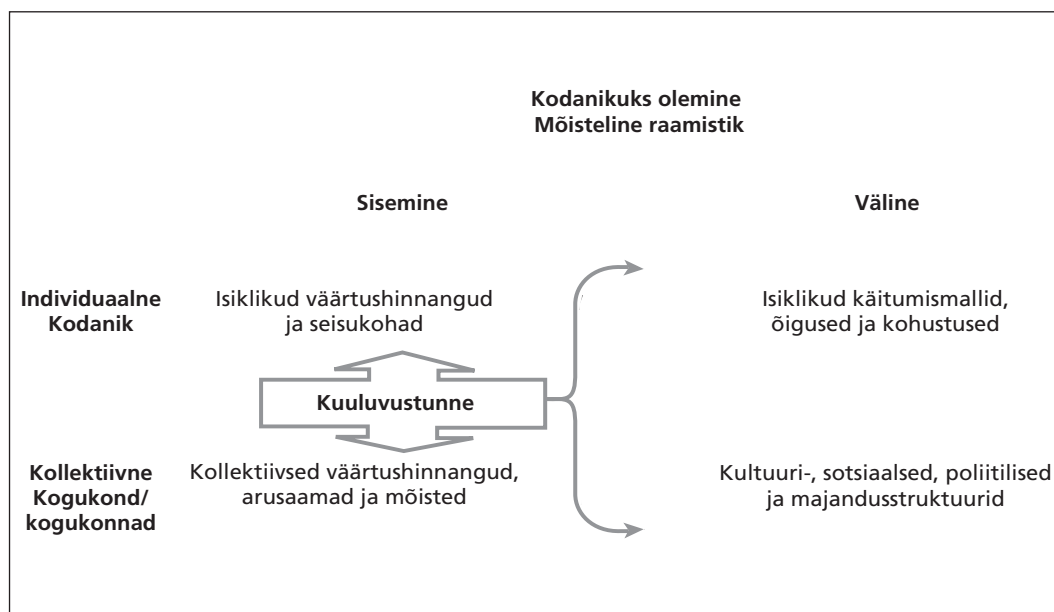 Kodanikuks olemine
Mõisteline raamistik
Sisemine
Väline
Individuaalne
Kodanik
Isiklikud väärtushinnangud
ja seisukohad
Isiklikud käitumismallid,
õigused ja kohustused
Kuuluvustunne
Kollektiivne
Kogukond/
kogukonnad
Kollektiivsed väärtushinnangud,
arusaamad ja mõisted
Kultuuri-, sotsiaalsed, poliitilised
ja majandusstruktuurid